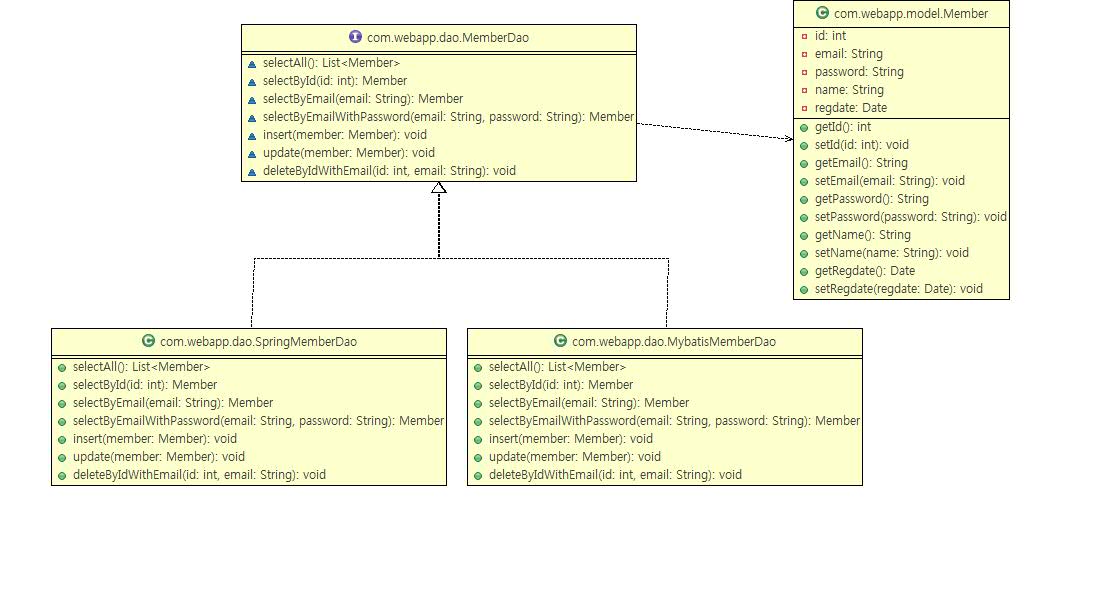 com.webapp.dao.MemberDao
selectAll(): List<Member>
selectById(id: int): Member
selectByEmail(email: String): Member
selectByEmailWithPassword(email: String, password: String): Member
insert(member: Member): void
update(member: Member): void
deleteByIdWithEmail(id: int, email: String): void
com.webapp.model.Member
id: int
email: String
password: String
name: String
regdate: Date
getId(): int
setId(id: int): void
getEmail(): String
setEmail(email: String): void
getPassword(): String
setPassword(password: String): void
getName(): String
setName(name: String): void
getRegdate(): Date
setRegdate(regdate: Date): void
com.webapp.dao.SpringMemberDao
selectAll(): List<Member>
selectById(id: int): Member
selectByEmail(email: String): Member
selectByEmailWithPassword(email: String, password: String): Member
insert(member: Member): void
update(member: Member): void
deleteByIdWithEmail(id: int, email: String): void
com.webapp.dao.MybatisMemberDao
selectAll(): List<Member>
selectById(id: int): Member
selectByEmail(email: String): Member
selectByEmailWithPassword(email: String, password: String): Member
insert(member: Member): void
update(member: Member): void
deleteByIdWithEmail(id: int, email: String): void